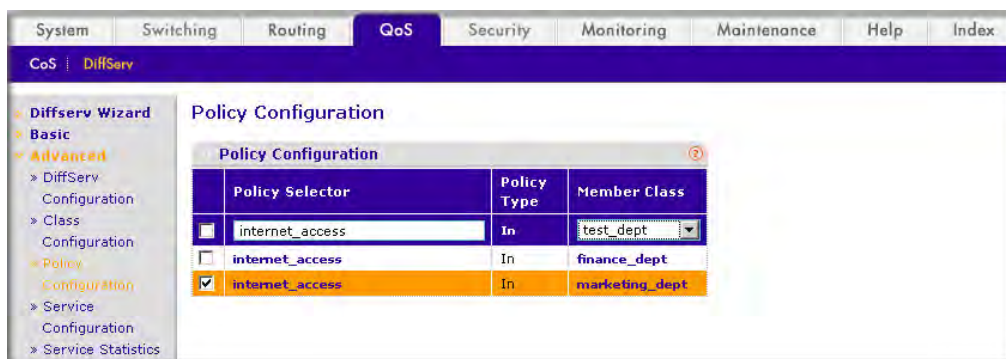 System Switching Routing QoS Security Monitoring Maintenance Help Index
CoS DiffServ
Diffserv Wizard
Basic
Advanced
» DiffServ
Configuration
» Class
Configuration
» Policy
Configuration
» Service
Configuration
» Service Statistics
Policy Configuration
Policy Configuration ?
Policy Selector Policy Type Member Class
internet_access In test_dept
internet_access In finance_dept
internet_access In marketing_dept